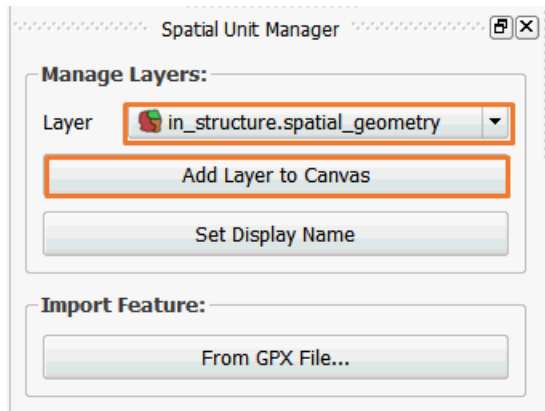 Spatial Unit Manager
Manage Layers:
Layer in_structure.spatial_geometry
Add Layer to Canvas
Set Display Name
Import Feature:
From GPX File...